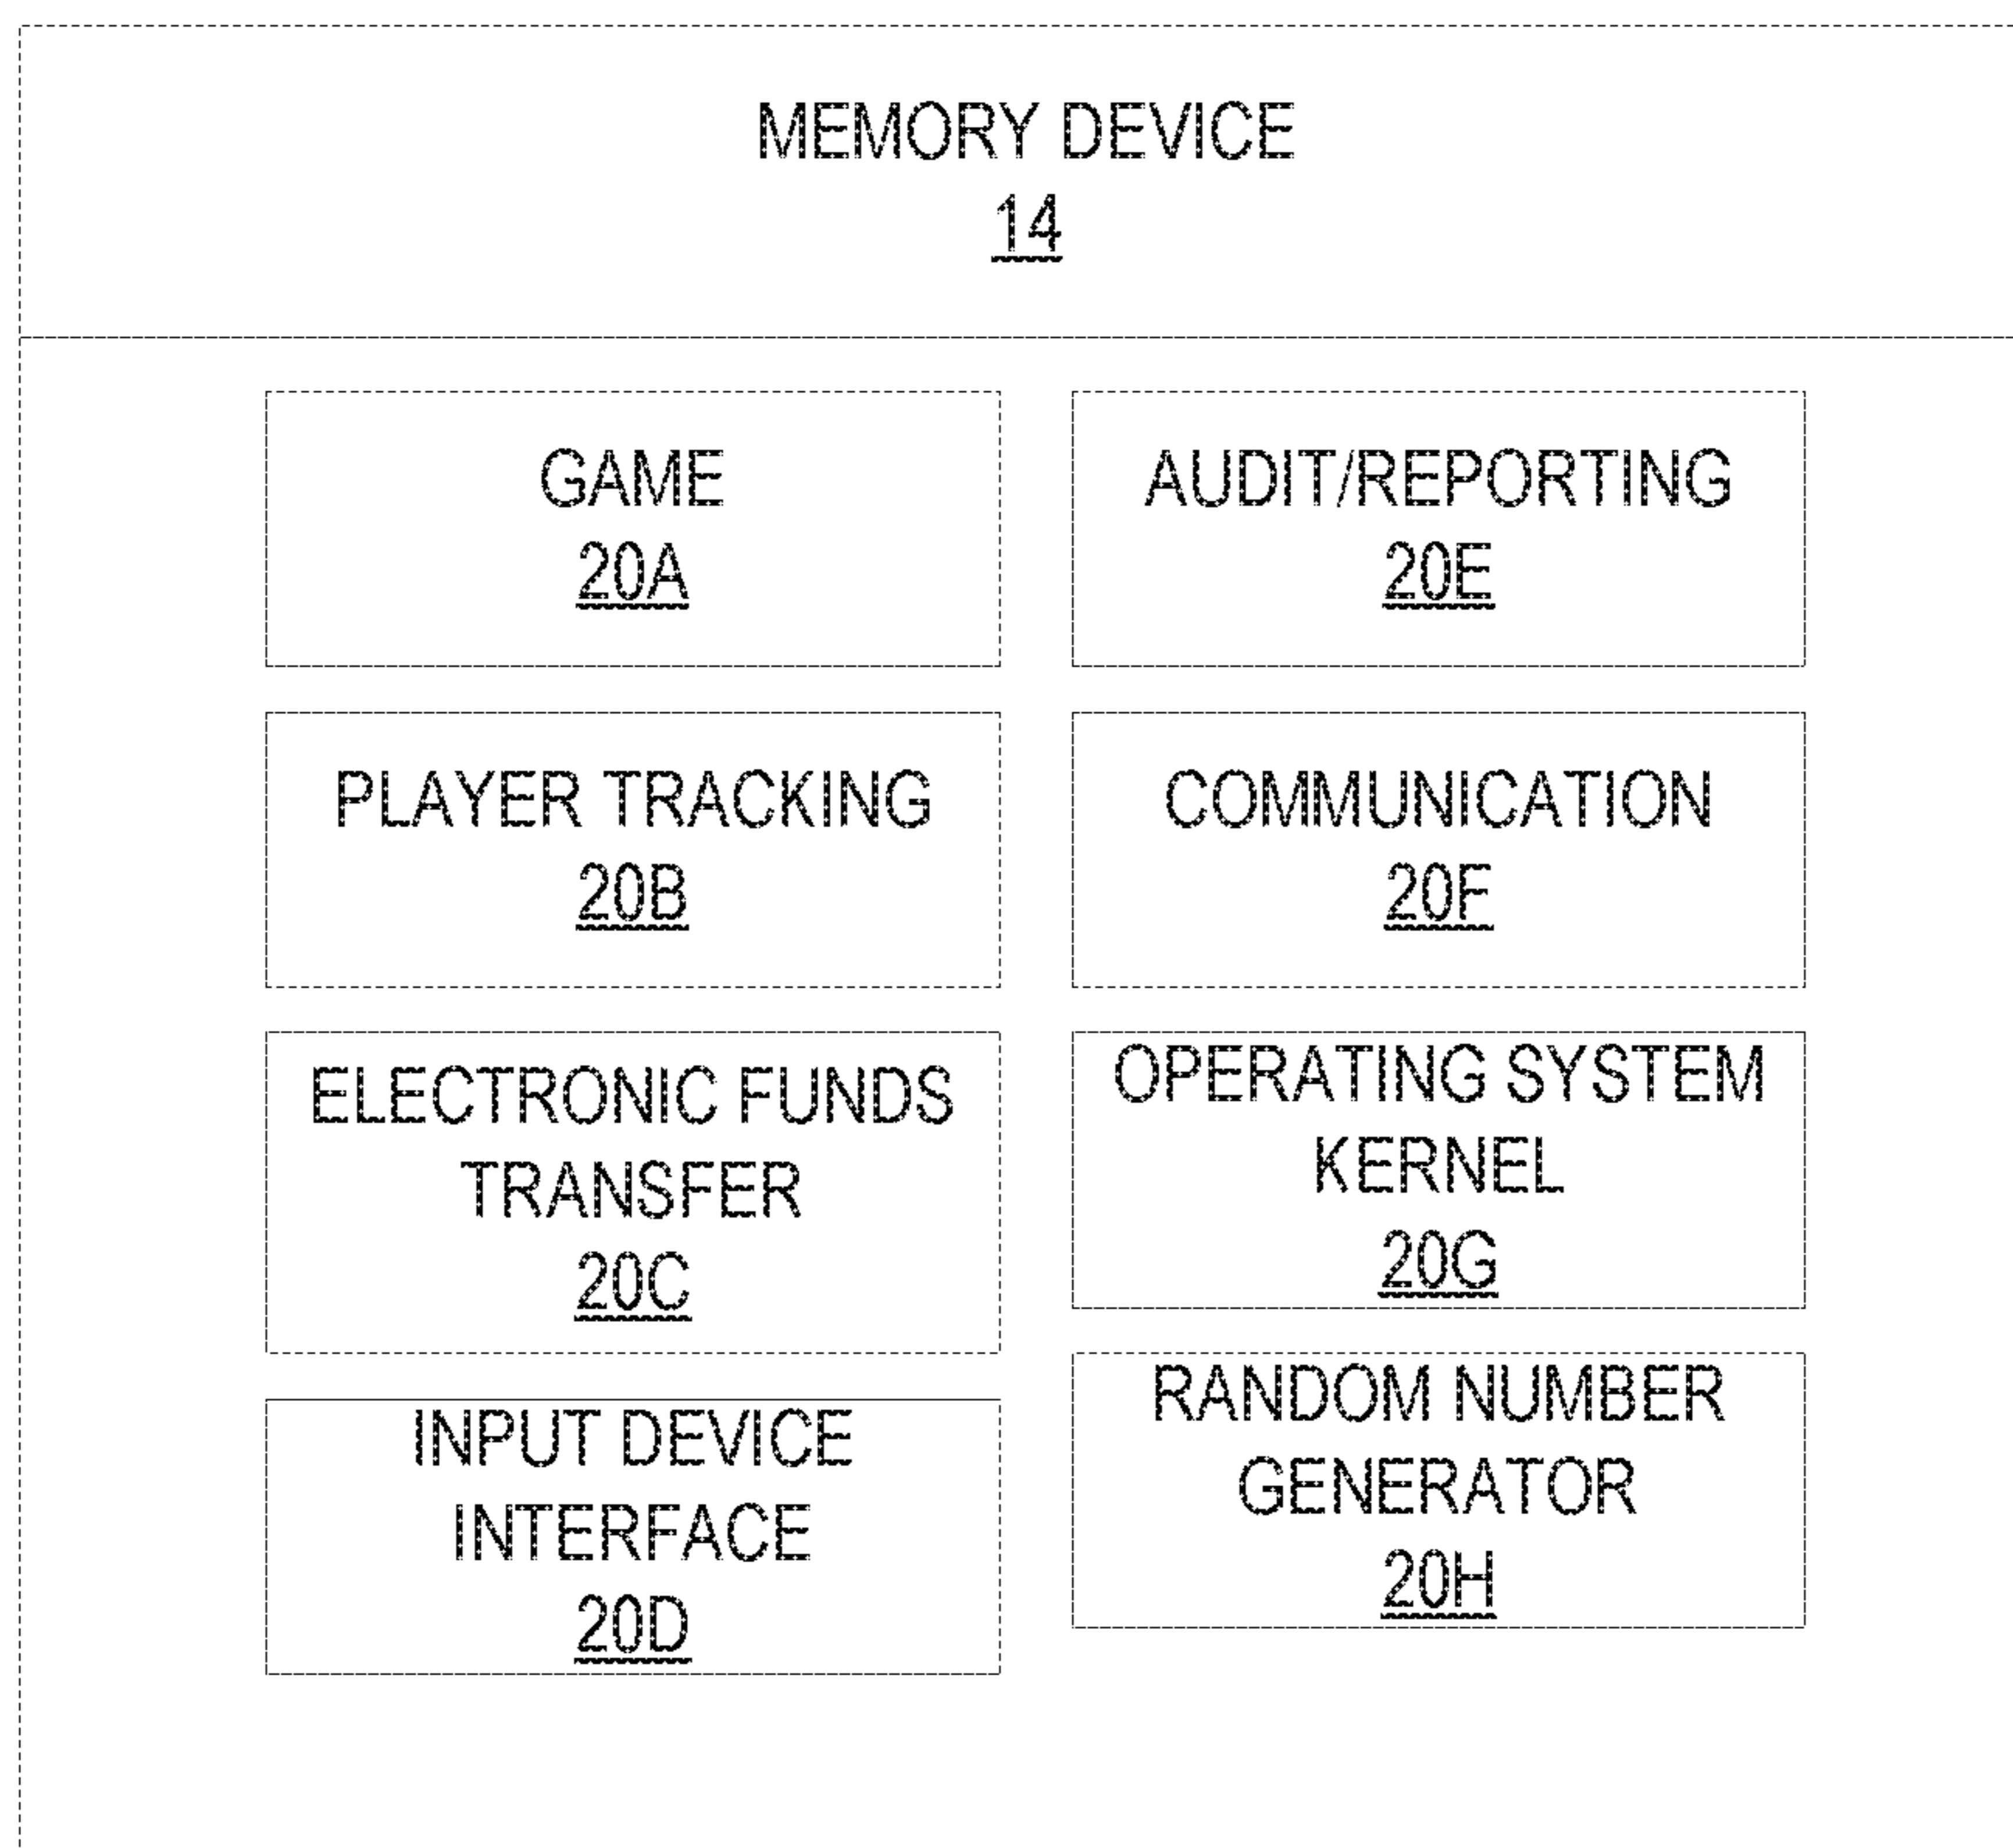 MEMORY DEVICE
14
GAME
20A
PLAYER TRACKING
20B
ELECTRONIC FUNDS
TRANSFER
20C
INPUT DEVICE
INTERFACE
20D
AUDIT/REPORTING
20E
COMMUNICATION
20F
OPERATING SYSTEM
KERNEL
20G
RANDOM NUMBER
GENERATOR
20H